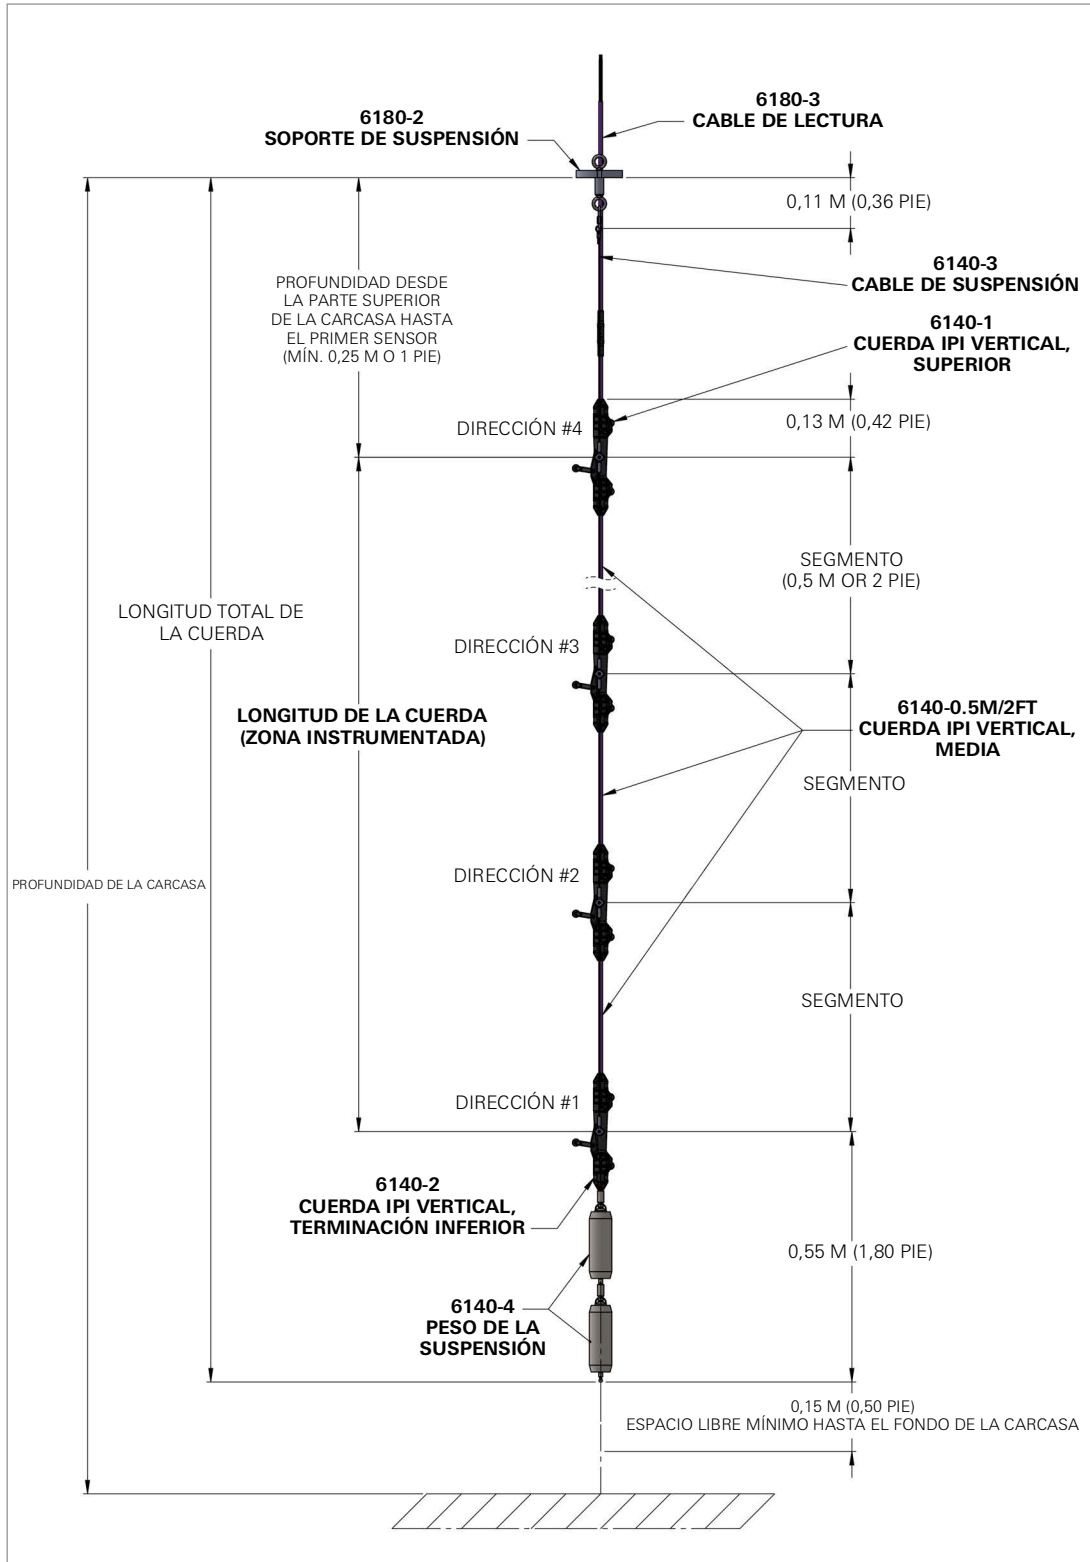 6180-2
SOPORTE DE SUSPENSIÓN
6180-3
CABLE DE LECTURA
0,11 M (0,36 PIE)
6140-3
CABLE DE SUSPENSIÓN
PROFUNDIDAD DESDE
LA PARTE SUPERIOR
DE LA CARCASA HASTA
EL PRIMER SENSOR
(MÍN. 0,25 M O 1 PIE)
6140-1
CUERDA IPI VERTICAL,
SUPERIOR
DIRECCIÓN #4
0,13 M (0,42 PIE)
SEGMENTO
(0,5 M OR 2 PIE)
LONGITUD TOTAL DE
LA CUERDA
DIRECCIÓN #3
LONGITUD DE LA CUERDA
(ZONA INSTRUMENTADA)
6140-0.5M/2FT
CUERDA IPI VERTICAL,
MEDIA
SEGMENTO
DIRECCIÓN #2
PROFUNDIDAD DE LA CARCASA
SEGMENTO
DIRECCIÓN #1
6140-2
CUERDA IPI VERTICAL,
TERMINACIÓN INFERIOR
0,55 M (1,80 PIE)
6140-4
PESO DE LA
SUSPENSIÓN
0,15 M (0,50 PIE)
ESPACIO LIBRE MÍNIMO HASTA EL FONDO DE LA CARCASA